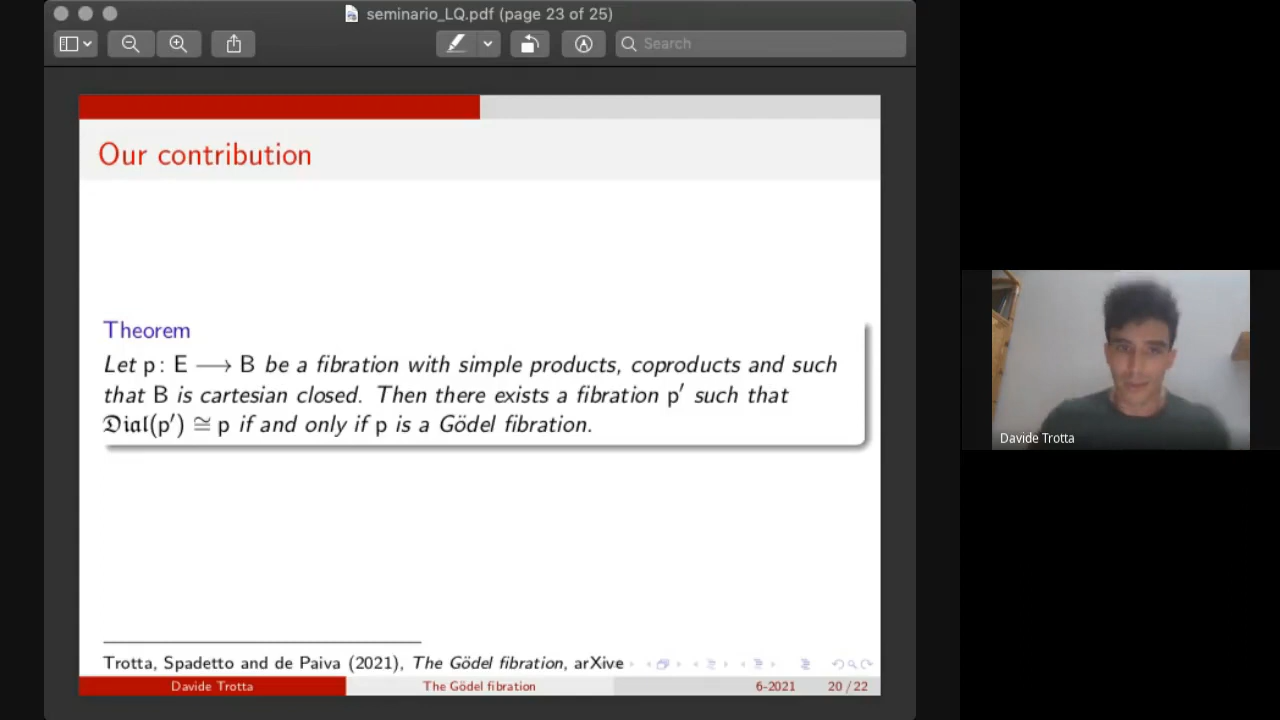 seminario_LQ.pdf (page 23 of 25)
Search
Our contribution
Theorem
Let p: E ⟶ B be a fibration with simple products, coproducts and such
that B is cartesian closed. Then there exists a fibration p′ such that
𝔇𝔦𝔞𝔩(p′) ≅ p if and only if p is a Gödel fibration.
Trotta, Spadetto and de Paiva (2021), The Gödel fibration, arXive
Davide Trotta The Gödel fibration 6-2021 20 / 22
Davide Trotta